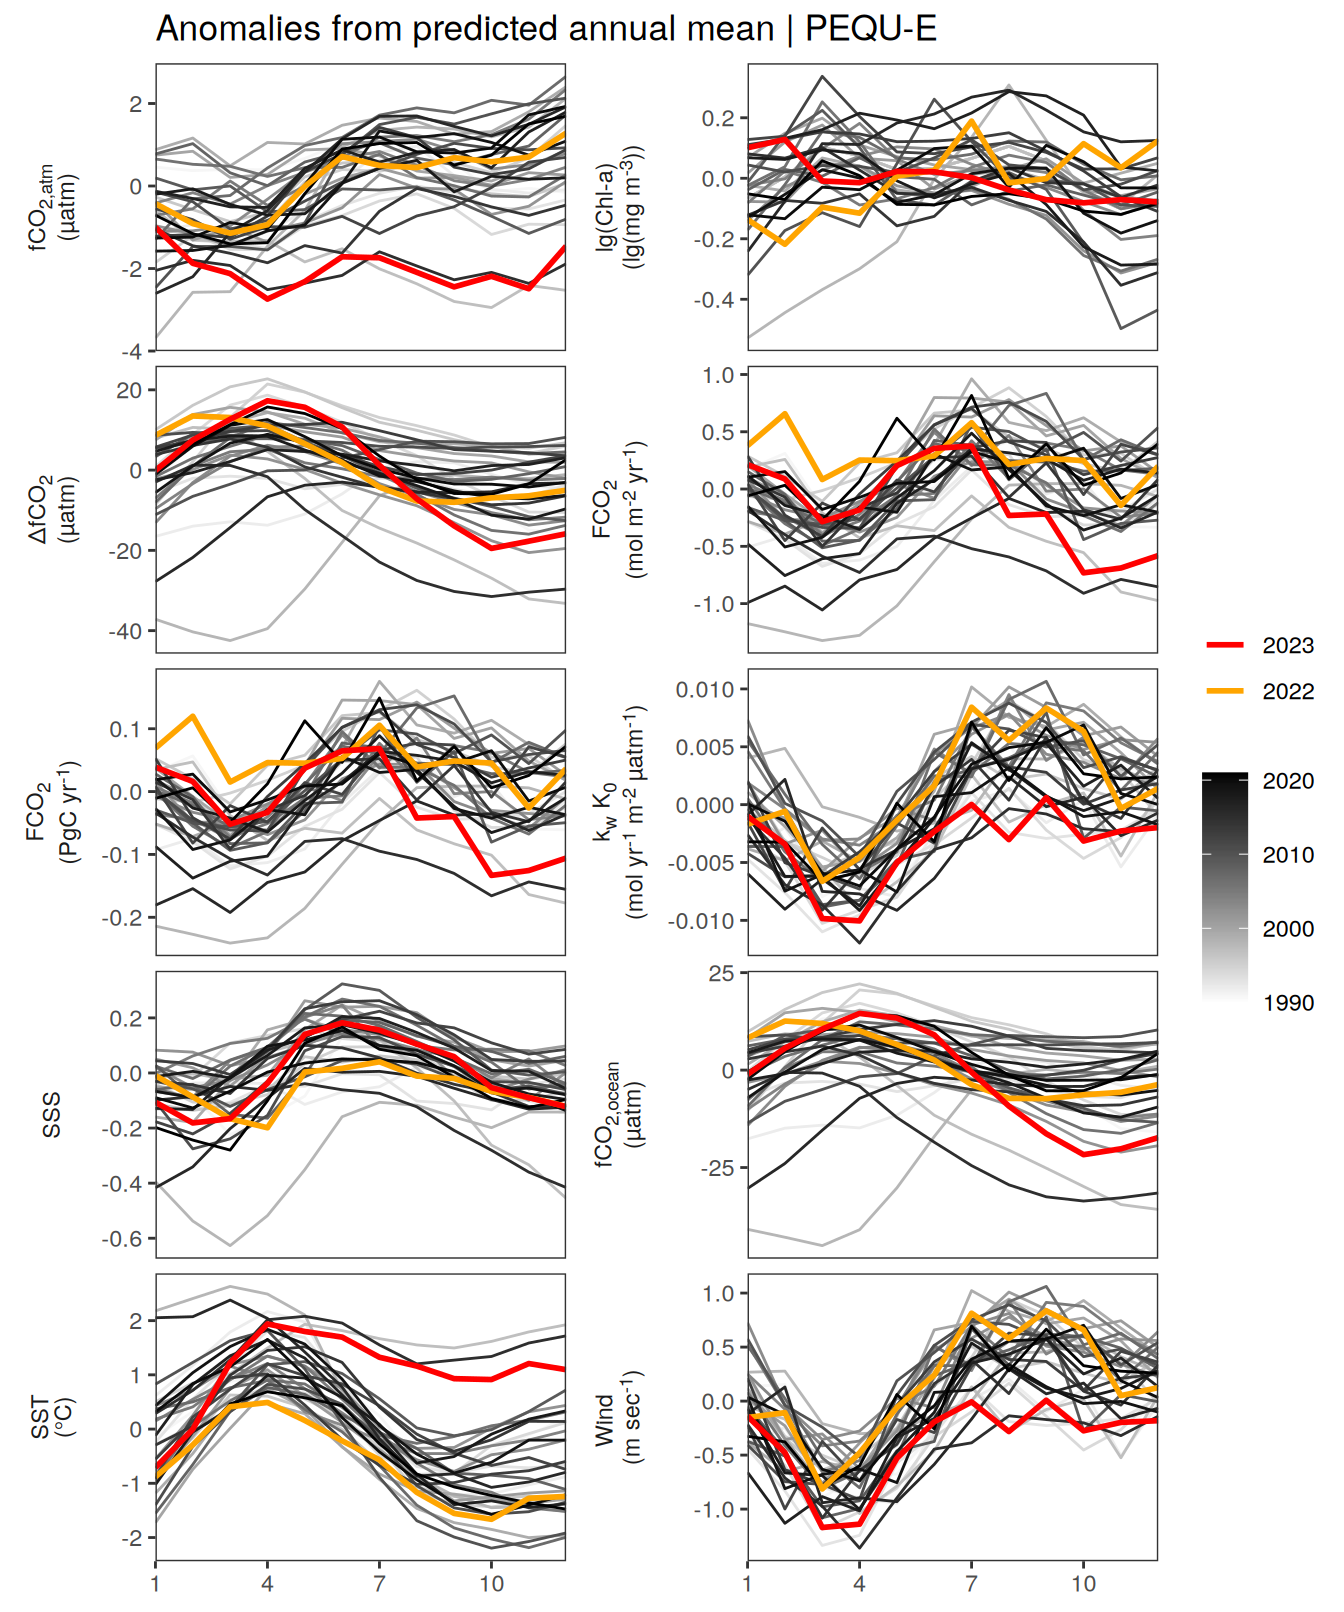 Anomalies from predicted annual mean | PEQU-E
fCO2,atm
(µatm)
2
0
-2
-4
lg(Chl-a)
(lg(mg m-3))
0.2
0.0
-0.2
-0.4
ΔfCO2
(µatm)
20
0
-20
-40
FCO2
(mol m-2 yr-1)
1.0
0.5
0.0
-0.5
-1.0
FCO2
(PgC yr-1)
0.1
0.0
-0.1
-0.2
kw K0
(mol yr-1 m-2 µatm-1)
0.010
0.005
0.000
-0.005
-0.010
SSS
0.2
0.0
-0.2
-0.4
-0.6
fCO2,ocean
(µatm)
25
0
-25
SST
(°C)
2
1
0
-1
-2
1 4 7 10
Wind
(m sec-1)
1.0
0.5
0.0
-0.5
-1.0
1 4 7 10
2023
2022
2020
2010
2000
1990